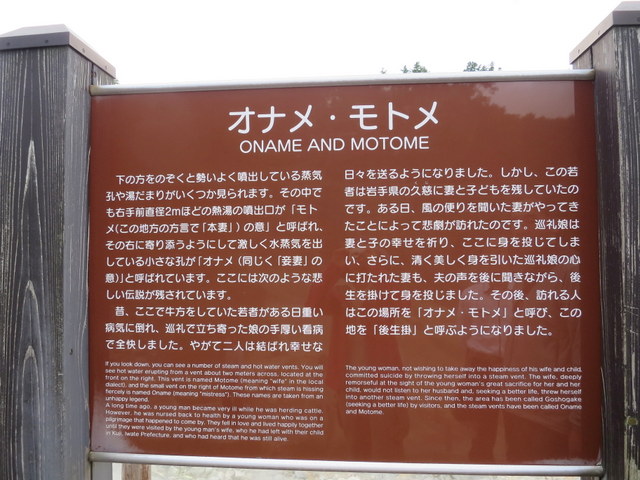 オナメ・モトメ
ONAME AND MOTOME
下の方をのぞくと勢いよく噴出している蒸気
孔や湯だまりがいくつか見られます。その中で
も右手前直径2mほどの熱湯の噴出口が「モト
メ(この地方の方言で「本妻」)の意」と呼ばれ、
その右に寄り添うようにして激しく水蒸気を出
している小さな孔が「オナメ(同じく「妾妻」の
意)」と呼ばれています。ここには次のような悲
しい伝説が残されています。
昔、ここで牛方をしていた若者がある日重い
病気に倒れ、巡礼で立ち寄った娘の手厚い看病
で全快しました。やがて二人は結ばれ幸せな
日々を送るようになりました。しかし、この若
者は岩手県の久慈に妻と子どもを残していたの
です。ある日、風の便りを聞いた妻がやってき
たことによって悲劇が訪れたのです。巡礼娘は
妻と子の幸せを祈り、ここに身を投じてしま
い、さらに、清く美しく身を引いた巡礼娘の心
に打たれた妻も、夫の声を後に聞きながら、後
生を掛けて身を投じました。その後、訪れる人
はこの場所を「オナメ・モトメ」と呼び、この
地を「後生掛」と呼ぶようになりました。
If you look down, you can see a number of steam and hot water vents. You will
see hot water erupting from a vent about two meters across, located at the
front on the right. This vent is named Motome (meaning "wife" in the local
dialect), and the small vent on the right of Motome from which steam is hissing
fiercely is named Oname (meaning "mistress"). These names are taken from an
unhappy legend.
A long time ago, a young man became very ill while he was herding cattle.
However, he was nursed back to health by a young woman who was on a
pilgrimage that happened to come by. They fell in love and lived happily together
until they were visited by the young man's wife, who he had left with their child
in Kuji, Iwate Prefecture, and who had heard that he was still alive.
The young woman, not wishing to take away the happiness of his wife and child,
committed suicide by throwing herself into a steam vent. The wife, deeply
remorseful at the sight of the young woman's great sacrifice for her and her
child, would not listen to her husband and, seeking a better life, threw herself
into another steam vent. Since then, the area has been called Goshogake
(seeking a better life) by visitors, and the steam vents have been called Oname
and Motome.